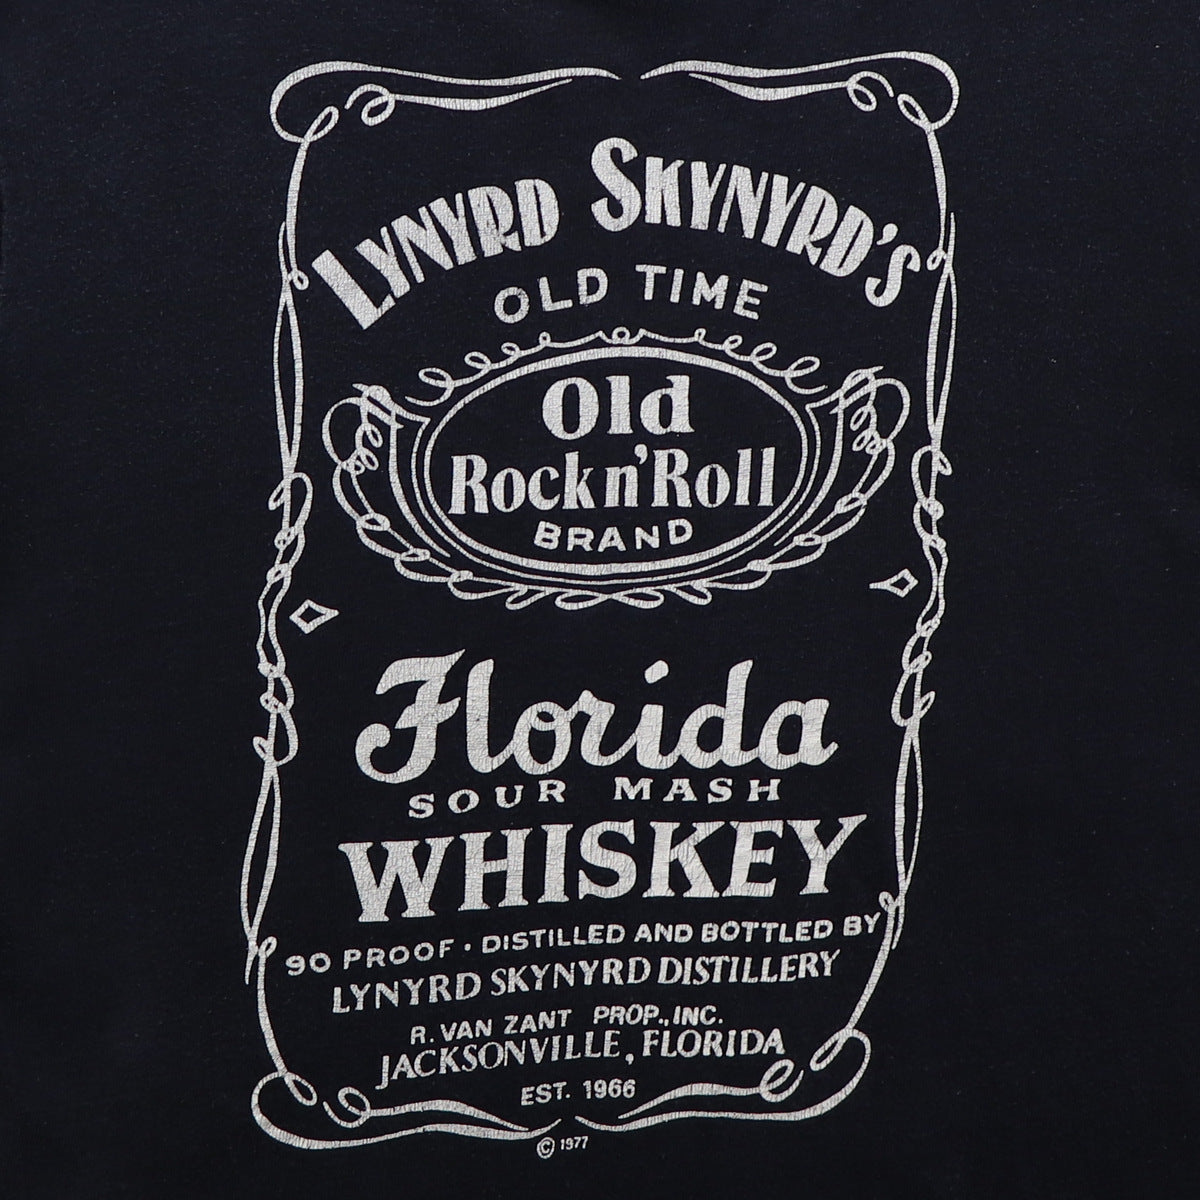 LYNYRD SKYNYRD'S
OLD TIME
Old
Rock n' Roll
BRAND
Florida
SOUR MASH
WHISKEY
90 PROOF · DISTILLED AND BOTTLED BY
LYNYRD SKYNYRD DISTILLERY
R. VAN ZANT PROP., INC.
JACKSONVILLE, FLORIDA
EST. 1966
© 1977